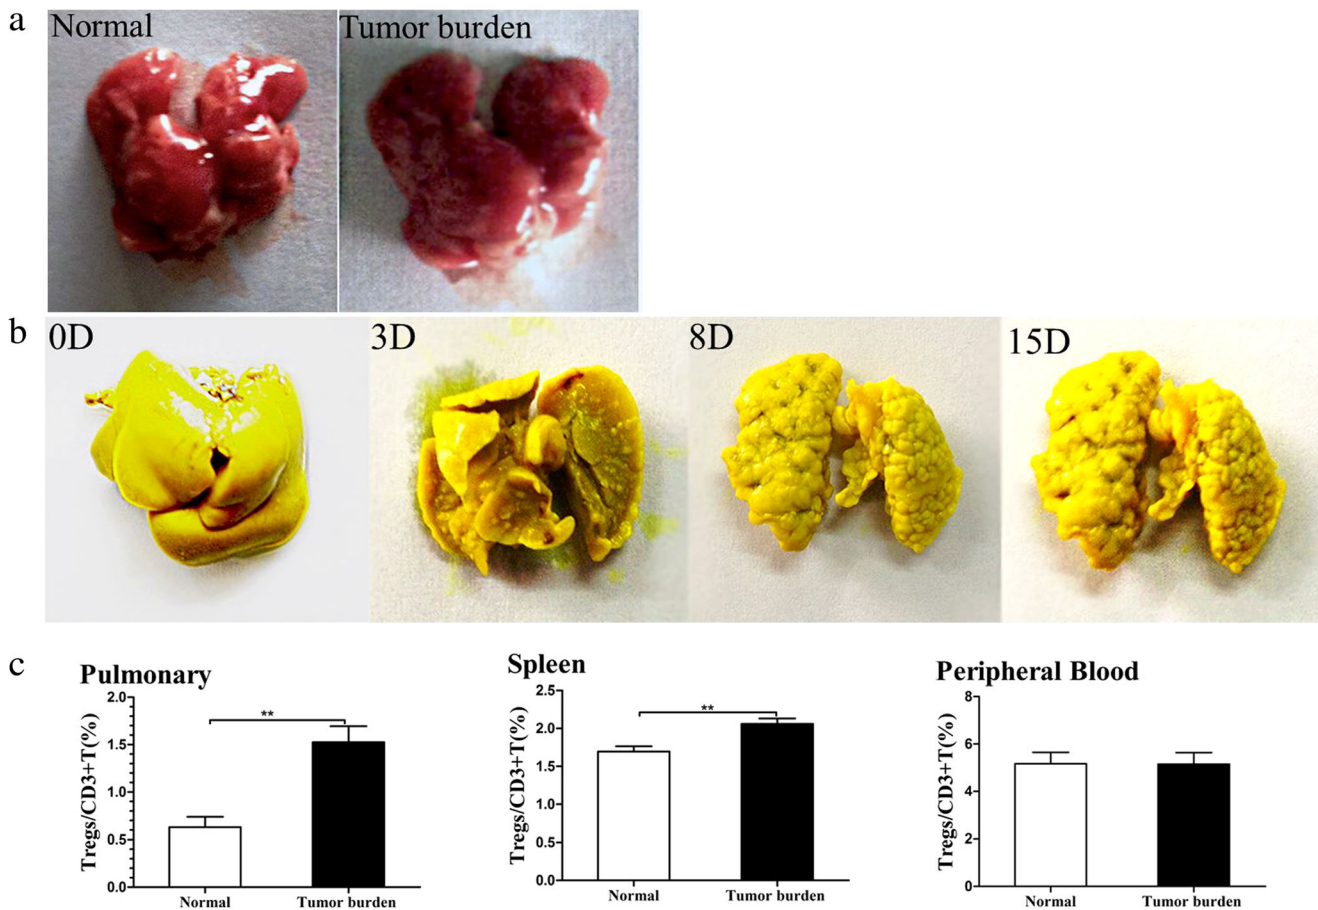 a
Normal
Tumor burden
b
0D
3D
8D
15D
c
Pulmonary
Tregs/CD3+T(%)
2.0
1.5
1.0
0.5
0.0
**
Normal
Tumor burden
Spleen
Tregs/CD3+T(%)
2.5
2.0
1.5
1.0
0.5
0.0
**
Normal
Tumor burden
Peripheral Blood
Tregs/CD3+T(%)
8
6
4
2
0
Normal
Tumor burden